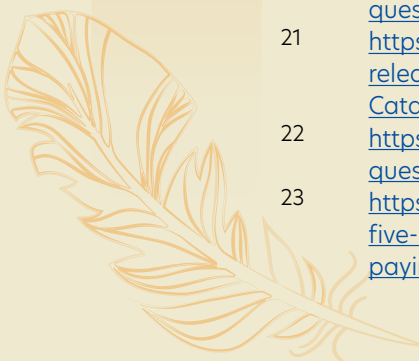 ques
21 https
relea
Cata
22 https
ques
23 https
five-
payi